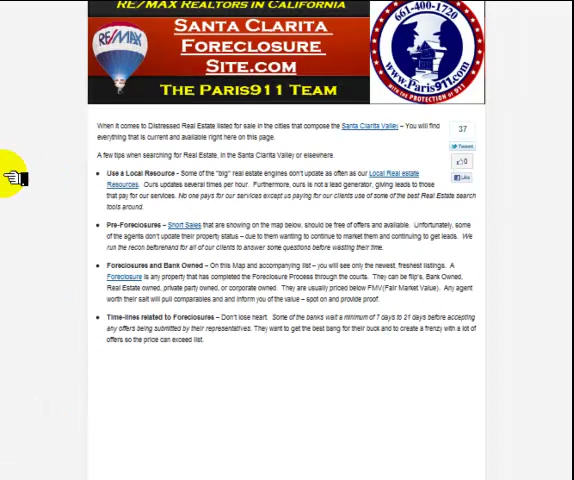 RE/MAX REALTORS IN CALIFORNIA
SANTA CLARITA
FORECLOSURE
SITE.COM
THE PARIS911 TEAM
RE/MAX
661-400-1720
www.Paris911.com
with the PROTECTION of 911
When it comes to Distressed Real Estate listed for sale in the cities that compose the Santa Clarita Valley – You will find
everything that is current and available right here on this page.
37
Tweet
0
Like
A few tips when searching for Real Estate, in the Santa Clarita Valley or elsewhere.
Use a Local Resource - Some of the "big" real estate engines don't update as often as our Local Real estate
Resources. Ours updates several times per hour. Furthermore, ours is not a lead generator, giving leads to those
that pay for our services. No one pays for our services except us paying for our clients use of some of the best Real Estate search
tools around.
Pre-Foreclosures – Short Sales that are showing on the map below, should be free of offers and available. Unfortunately, some
of the agents don't update their property status – due to them wanting to continue to market them and continuing to get leads. We
run the recon beforehand for all of our clients to answer some questions before wasting their time.
Foreclosures and Bank Owned – On this Map and accompanying list – you will see only the newest, freshest listings. A
Foreclosure is any property that has completed the Foreclosure Process through the courts. They can be flip's, Bank Owned,
Real Estate owned, private party owned, or corporate owned. They are usually priced below FMV(Fair Market Value). Any agent
worth their salt will pull comparables and and inform you of the value – spot on and provide proof.
Time-lines related to Foreclosures – Don't lose heart. Some of the banks wait a minimum of 7 days to 21 days before accepting
any offers being submitted by their representatives. They want to get the best bang for their buck and to create a frenzy with a lot of
offers so the price can exceed list.